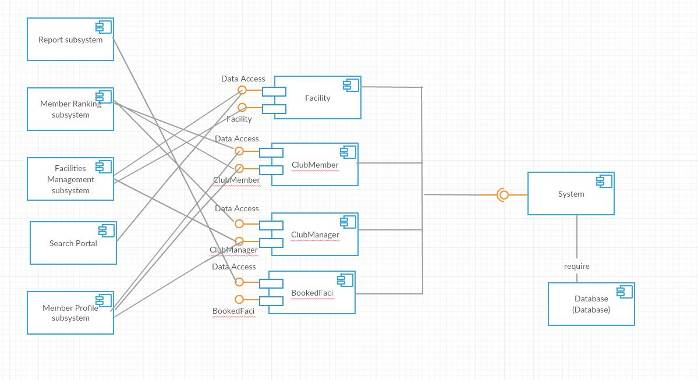 Report subsystem
Member Ranking
subsystem
Facilities
Management
subsystem
Search Portal
Member Profile
subsystem
Data Access
Facility
Facility
Data Access
ClubMember
ClubMember
Data Access
ClubManager
ClubManager
Data Access
BookedFaci
BookedFaci
System
require
Database
(Database)